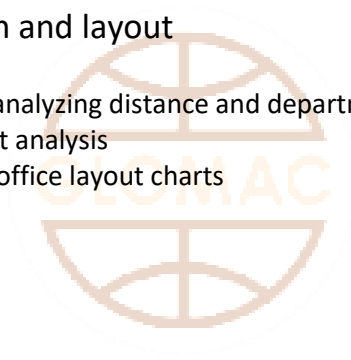 n and layout
analyzing distance and departm
t analysis
office layout charts
GLOMAC